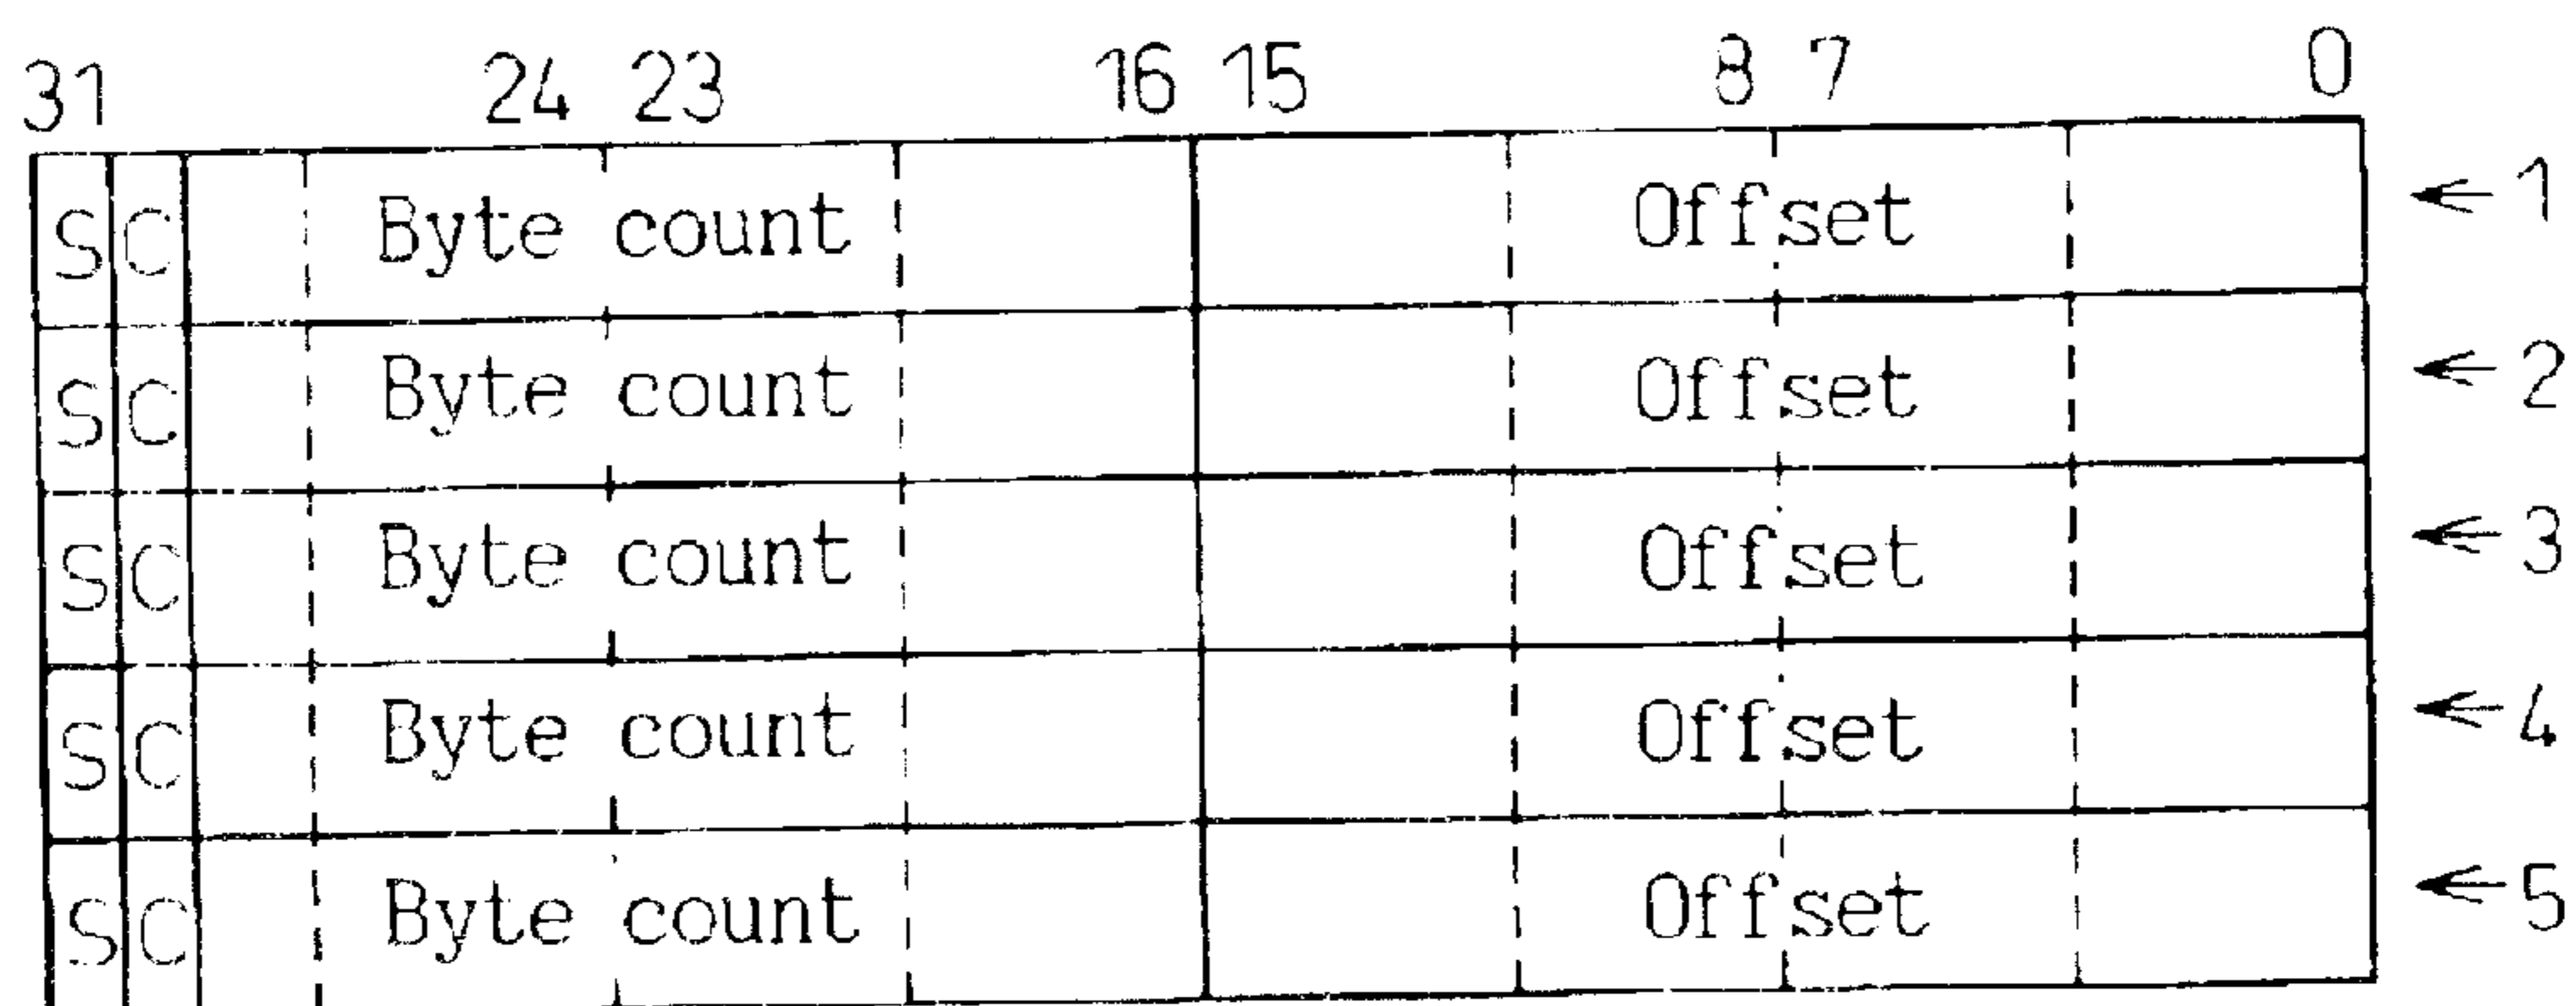 31 24 23 16 15 8 7 0
S C Byte count Offset 1
S C Byte count Offset 2
S C Byte count Offset 3
S C Byte count Offset 4
S C Byte count Offset 5